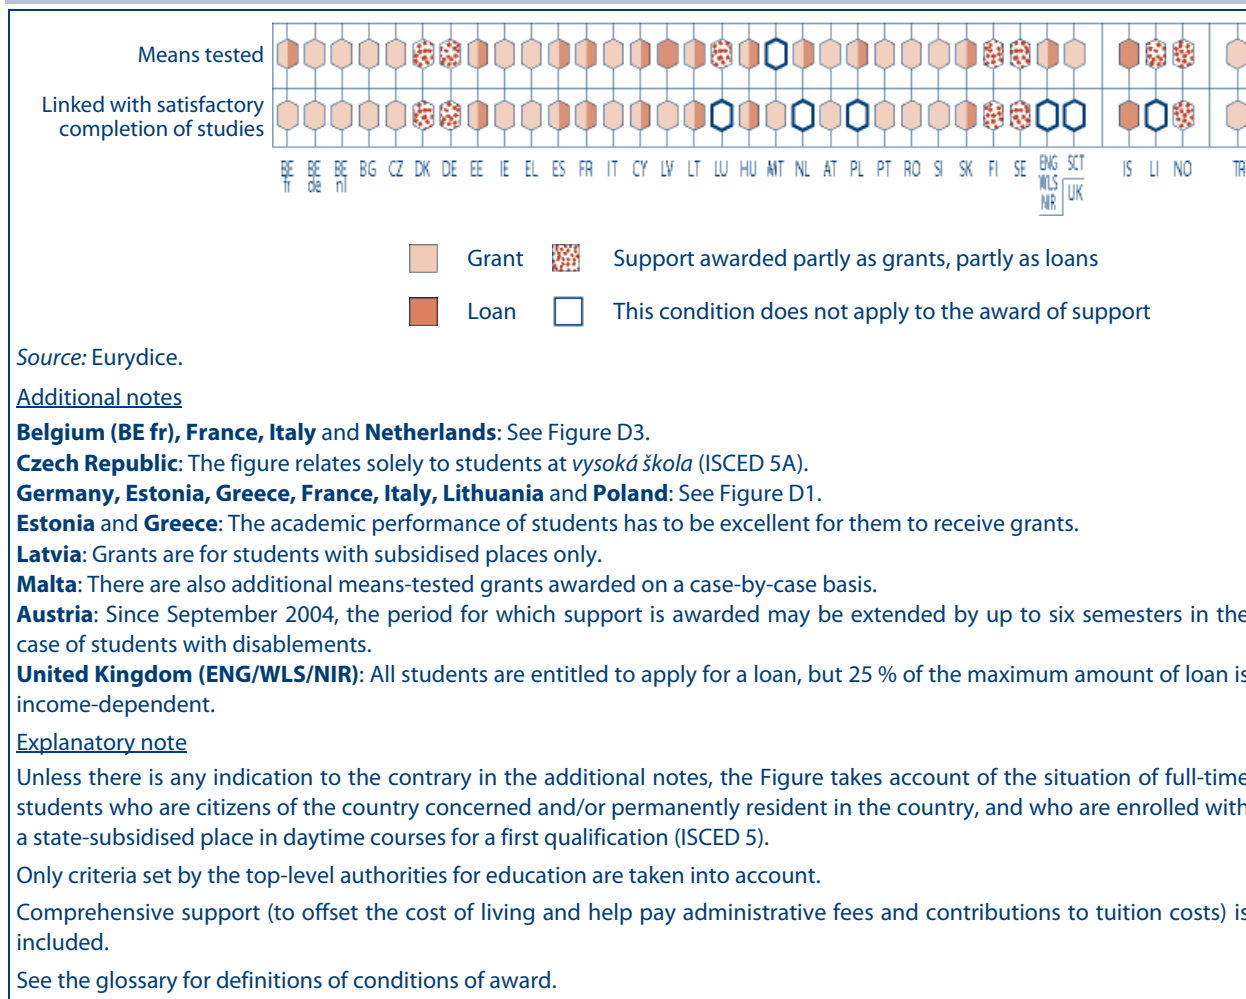 Means tested
Linked with satisfactory
completion of studies
BE fr BE de BE nl BG CZ DK DE EE IE EL ES FR IT CY LV LT LU HU MT NL AT PL PT RO SI SK FI SE ENG WLS NIR SCT UK IS LI NO TR
Grant Support awarded partly as grants, partly as loans
Loan This condition does not apply to the award of support
Source: Eurydice.
Additional notes
Belgium (BE fr), France, Italy and Netherlands: See Figure D3.
Czech Republic: The figure relates solely to students at vysoká škola (ISCED 5A).
Germany, Estonia, Greece, France, Italy, Lithuania and Poland: See Figure D1.
Estonia and Greece: The academic performance of students has to be excellent for them to receive grants.
Latvia: Grants are for students with subsidised places only.
Malta: There are also additional means-tested grants awarded on a case-by-case basis.
Austria: Since September 2004, the period for which support is awarded may be extended by up to six semesters in the
case of students with disablements.
United Kingdom (ENG/WLS/NIR): All students are entitled to apply for a loan, but 25 % of the maximum amount of loan is
income-dependent.
Explanatory note
Unless there is any indication to the contrary in the additional notes, the Figure takes account of the situation of full-time
students who are citizens of the country concerned and/or permanently resident in the country, and who are enrolled with
a state-subsidised place in daytime courses for a first qualification (ISCED 5).
Only criteria set by the top-level authorities for education are taken into account.
Comprehensive support (to offset the cost of living and help pay administrative fees and contributions to tuition costs) is
included.
See the glossary for definitions of conditions of award.